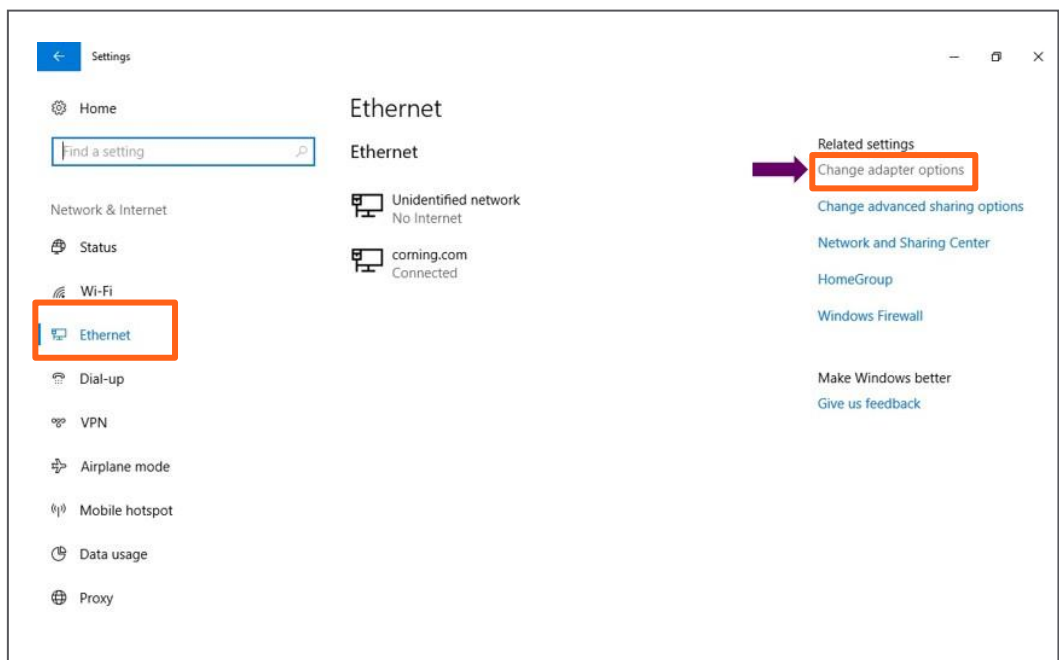 Settings
Home
Find a setting
Network & Internet
Status
Wi-Fi
Ethernet
Dial-up
VPN
Airplane mode
Mobile hotspot
Data usage
Proxy
Ethernet
Ethernet
Unidentified network
No Internet
corning.com
Connected
Related settings
Change adapter options
Change advanced sharing options
Network and Sharing Center
HomeGroup
Windows Firewall
Make Windows better
Give us feedback